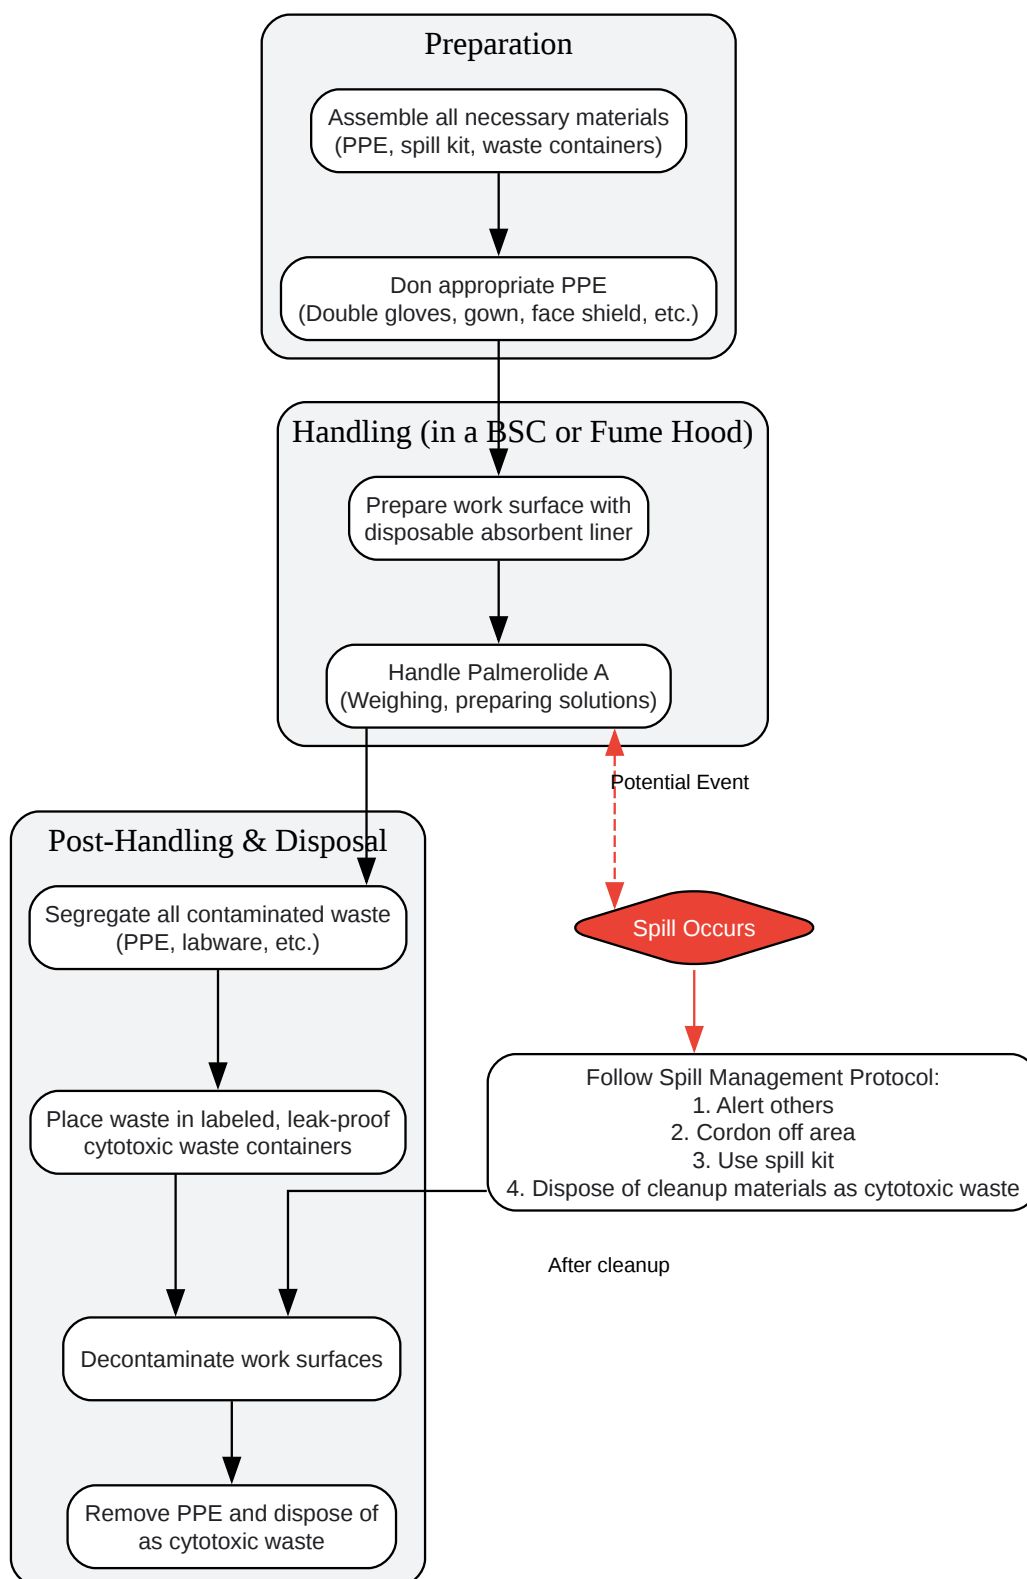 Preparation
Assemble all necessary materials
(PPE, spill kit, waste containers)
Don appropriate PPE
(Double gloves, gown, face shield, etc.)
Handling (in a BSC or Fume Hood)
Prepare work surface with
disposable absorbent liner
Handle Palmerolide A
(Weighing, preparing solutions)
Potential Event
Post-Handling & Disposal
Segregate all contaminated waste
(PPE, labware, etc.)
Spill Occurs
Place waste in labeled, leak-proof
cytotoxic waste containers
Follow Spill Management Protocol:
1. Alert others
2. Cordon off area
3. Use spill kit
4. Dispose of cleanup materials as cytotoxic waste
After cleanup
Decontaminate work surfaces
Remove PPE and dispose of
as cytotoxic waste